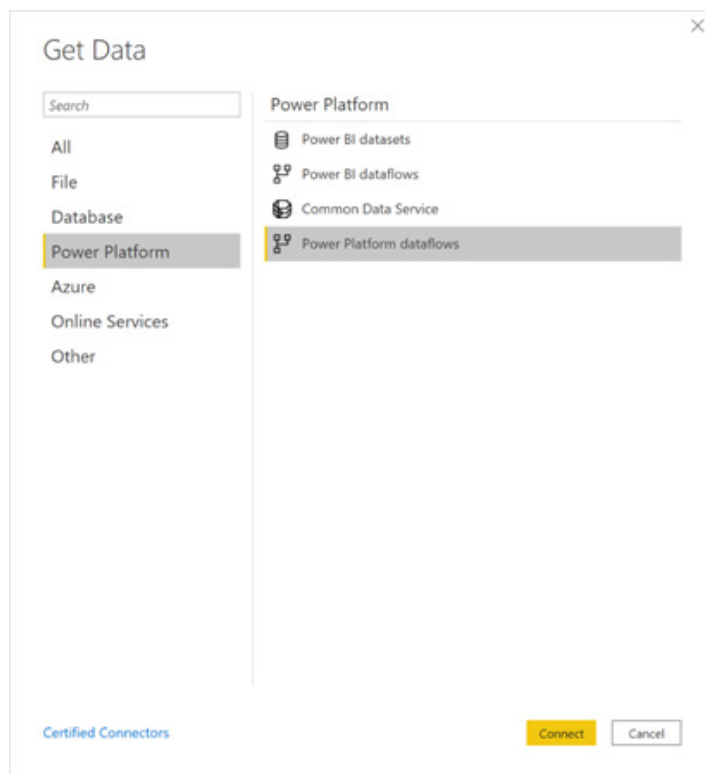 Get Data
Search
All
File
Database
Power Platform
Azure
Online Services
Other
Power Platform
Power BI datasets
Power BI dataflows
Common Data Service
Power Platform dataflows
Certified Connectors
Connect
Cancel